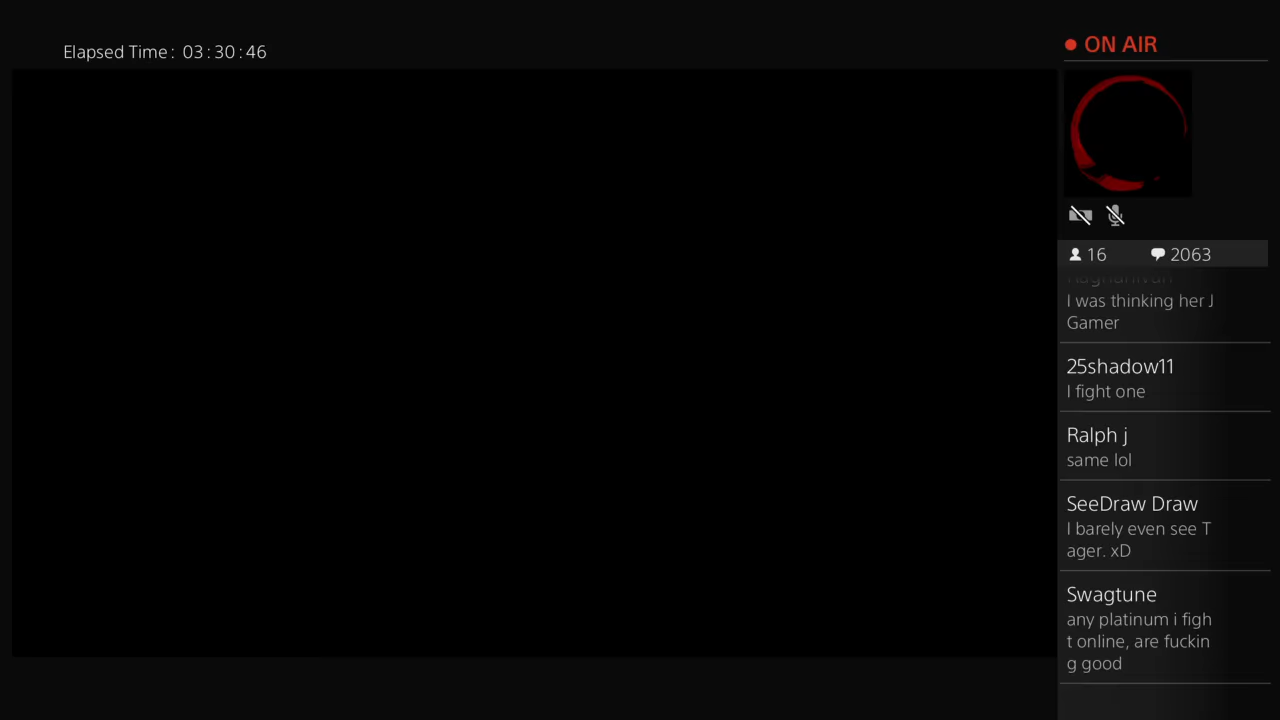 Elapsed Time: 03:30:46
ON AIR
16 2063
I was thinking her J
Gamer
25shadow11
I fight one
Ralph j
same lol
SeeDraw Draw
I barely even see T
ager. xD
Swagtune
any platinum i figh
t online, are fuckin
g good